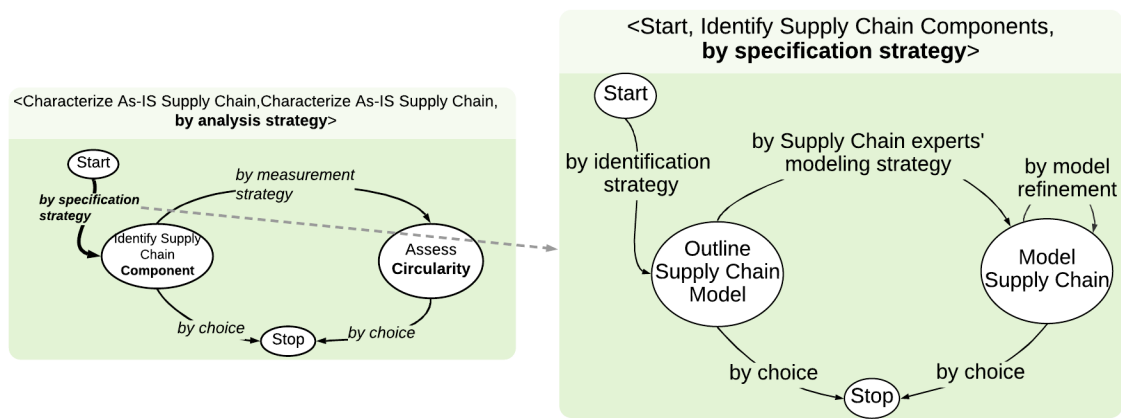 <Characterize As-IS Supply Chain,Characterize As-IS Supply Chain,
by analysis strategy>
Start
by specification
strategy
by measurement
strategy
Identify Supply
Chain
Component
Assess
Circularity
by choice
by choice
Stop
<Start, Identify Supply Chain Components,
by specification strategy>
Start
by identification
strategy
by Supply Chain experts'
modeling strategy
by model
refinement
Outline
Supply Chain
Model
Model
Supply Chain
by choice
by choice
Stop